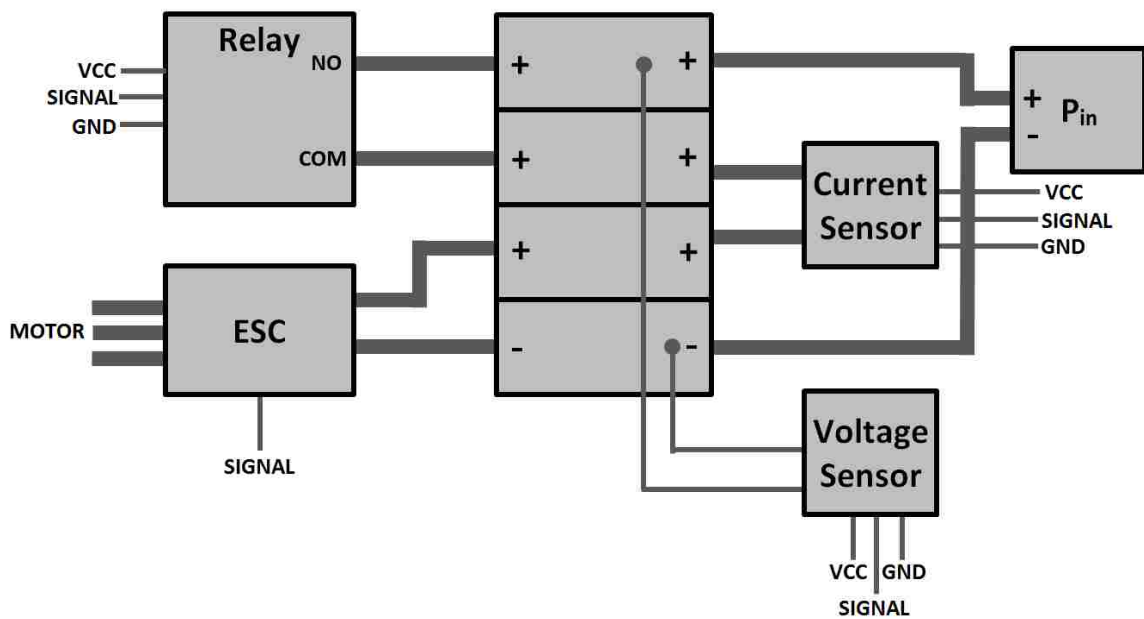 Relay
NO
COM
VCC
SIGNAL
GND
+ +
+ +
+ +
- -
+
-
Pin
Current
Sensor
VCC
SIGNAL
GND
MOTOR
ESC
SIGNAL
Voltage
Sensor
VCC GND
SIGNAL